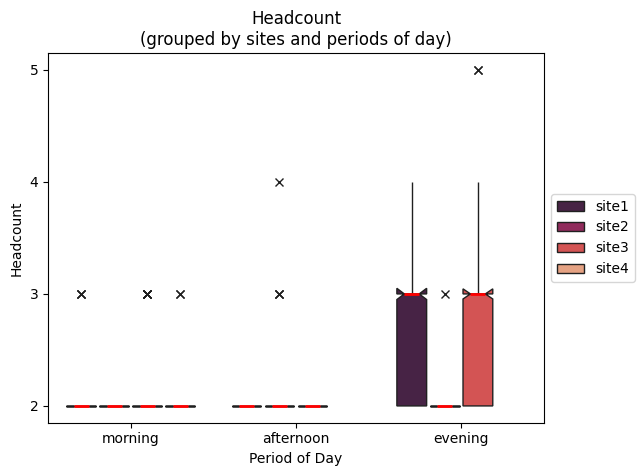 Headcount
(grouped by sites and periods of day)
5
4
3
2
Headcount
morning
afternoon
evening
Period of Day
site1
site2
site3
site4